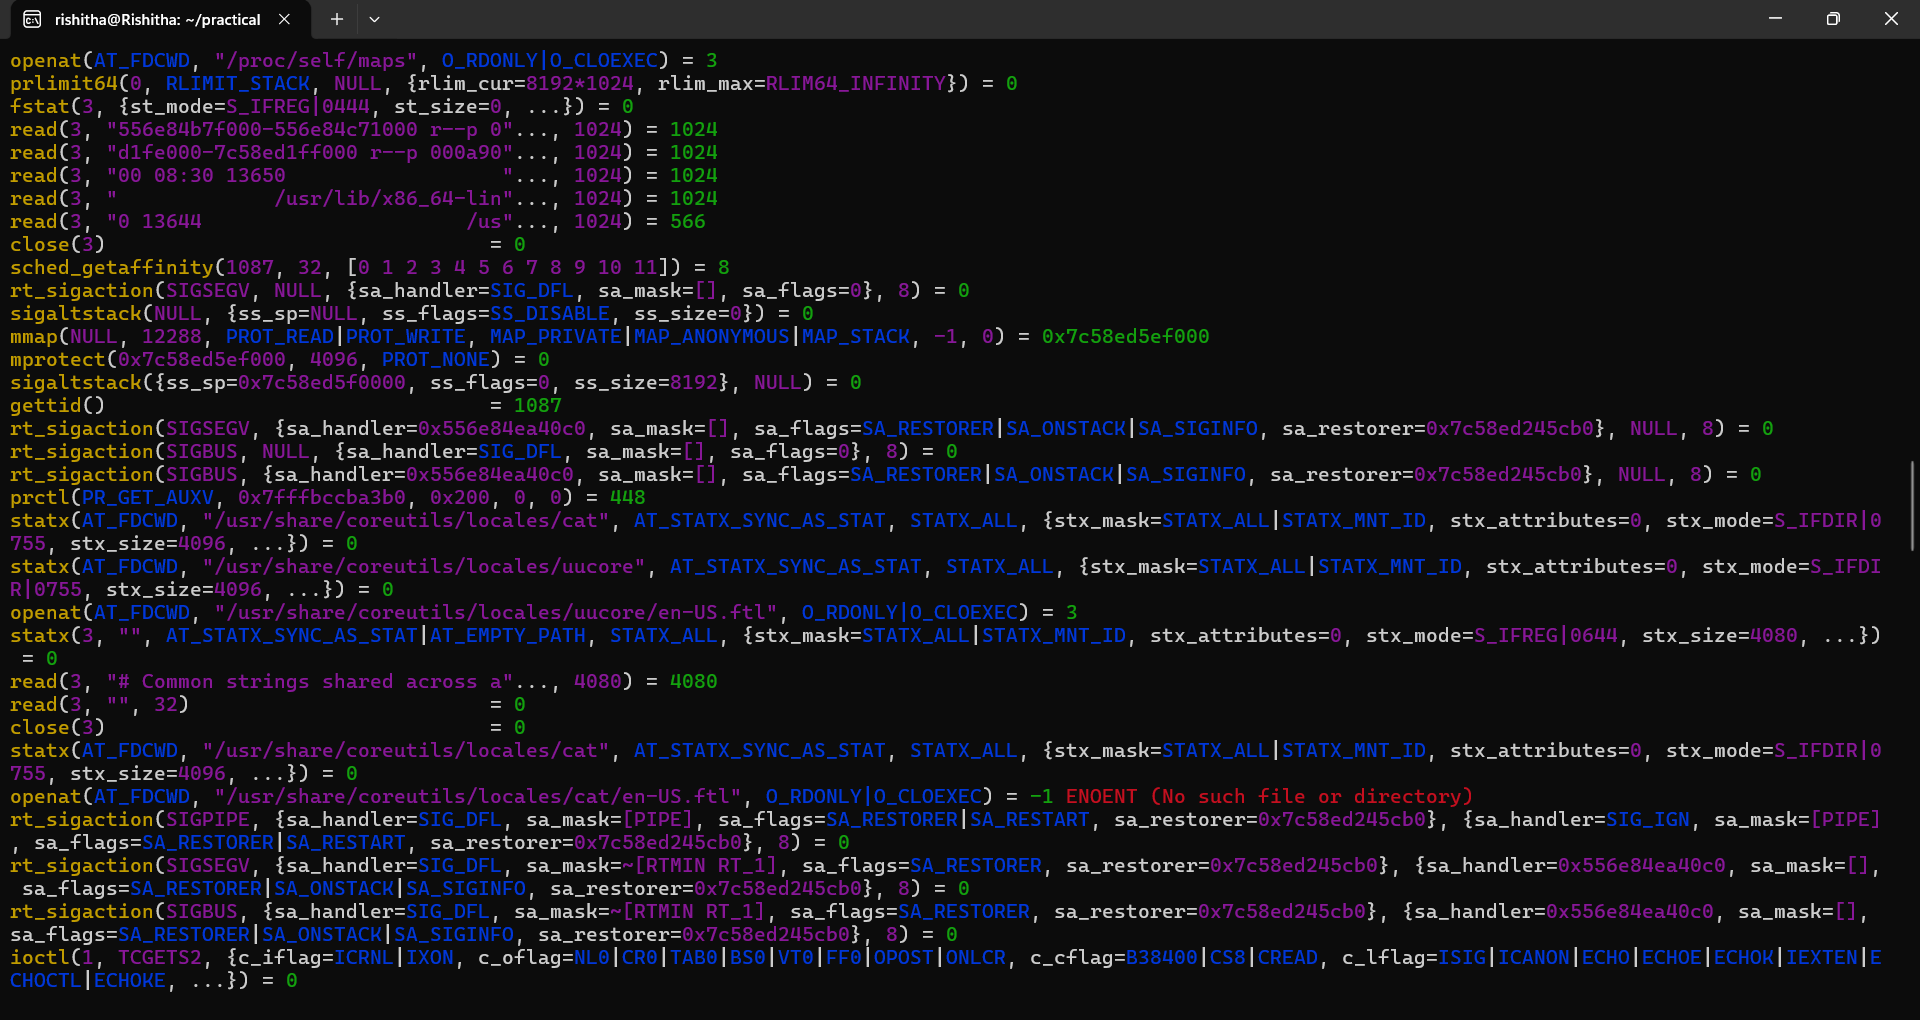 rishitha@Rishitha: ~/practical
openat(AT_FDCWD, "/proc/self/maps", O_RDONLY|O_CLOEXEC) = 3
prlimit64(0, RLIMIT_STACK, NULL, {rlim_cur=8192*1024, rlim_max=RLIM64_INFINITY}) = 0
fstat(3, {st_mode=S_IFREG|0444, st_size=0, ...}) = 0
read(3, "556e84b7f000-556e84c71000 r--p 0"..., 1024) = 1024
read(3, "d1fe000-7c58ed1ff000 r--p 000a90"..., 1024) = 1024
read(3, "00 08:30 13650                  "..., 1024) = 1024
read(3, "             /usr/lib/x86_64-lin"..., 1024) = 1024
read(3, "0 13644                      /us"..., 1024) = 566
close(3)                                = 0
sched_getaffinity(1087, 32, [0 1 2 3 4 5 6 7 8 9 10 11]) = 8
rt_sigaction(SIGSEGV, NULL, {sa_handler=SIG_DFL, sa_mask=[], sa_flags=0}, 8) = 0
sigaltstack(NULL, {ss_sp=NULL, ss_flags=SS_DISABLE, ss_size=0}) = 0
mmap(NULL, 12288, PROT_READ|PROT_WRITE, MAP_PRIVATE|MAP_ANONYMOUS|MAP_STACK, -1, 0) = 0x7c58ed5ef000
mprotect(0x7c58ed5ef000, 4096, PROT_NONE) = 0
sigaltstack({ss_sp=0x7c58ed5f0000, ss_flags=0, ss_size=8192}, NULL) = 0
gettid()                                = 1087
rt_sigaction(SIGSEGV, {sa_handler=0x556e84ea40c0, sa_mask=[], sa_flags=SA_RESTORER|SA_ONSTACK|SA_SIGINFO, sa_restorer=0x7c58ed245cb0}, NULL, 8) = 0
rt_sigaction(SIGBUS, NULL, {sa_handler=SIG_DFL, sa_mask=[], sa_flags=0}, 8) = 0
rt_sigaction(SIGBUS, {sa_handler=0x556e84ea40c0, sa_mask=[], sa_flags=SA_RESTORER|SA_ONSTACK|SA_SIGINFO, sa_restorer=0x7c58ed245cb0}, NULL, 8) = 0
prctl(PR_GET_AUXV, 0x7fffbccba3b0, 0x200, 0, 0) = 448
statx(AT_FDCWD, "/usr/share/coreutils/locales/cat", AT_STATX_SYNC_AS_STAT, STATX_ALL, {stx_mask=STATX_ALL|STATX_MNT_ID, stx_attributes=0, stx_mode=S_IFDIR|0
755, stx_size=4096, ...}) = 0
statx(AT_FDCWD, "/usr/share/coreutils/locales/uucore", AT_STATX_SYNC_AS_STAT, STATX_ALL, {stx_mask=STATX_ALL|STATX_MNT_ID, stx_attributes=0, stx_mode=S_IFDI
R|0755, stx_size=4096, ...}) = 0
openat(AT_FDCWD, "/usr/share/coreutils/locales/uucore/en-US.ftl", O_RDONLY|O_CLOEXEC) = 3
statx(3, "", AT_STATX_SYNC_AS_STAT|AT_EMPTY_PATH, STATX_ALL, {stx_mask=STATX_ALL|STATX_MNT_ID, stx_attributes=0, stx_mode=S_IFREG|0644, stx_size=4080, ...})
 = 0
read(3, "# Common strings shared across a"..., 4080) = 4080
read(3, "", 32)                         = 0
close(3)                                = 0
statx(AT_FDCWD, "/usr/share/coreutils/locales/cat", AT_STATX_SYNC_AS_STAT, STATX_ALL, {stx_mask=STATX_ALL|STATX_MNT_ID, stx_attributes=0, stx_mode=S_IFDIR|0
755, stx_size=4096, ...}) = 0
openat(AT_FDCWD, "/usr/share/coreutils/locales/cat/en-US.ftl", O_RDONLY|O_CLOEXEC) = -1 ENOENT (No such file or directory)
rt_sigaction(SIGPIPE, {sa_handler=SIG_DFL, sa_mask=[PIPE], sa_flags=SA_RESTORER|SA_RESTART, sa_restorer=0x7c58ed245cb0}, {sa_handler=SIG_IGN, sa_mask=[PIPE]
, sa_flags=SA_RESTORER|SA_RESTART, sa_restorer=0x7c58ed245cb0}, 8) = 0
rt_sigaction(SIGSEGV, {sa_handler=SIG_DFL, sa_mask=~[RTMIN RT_1], sa_flags=SA_RESTORER, sa_restorer=0x7c58ed245cb0}, {sa_handler=0x556e84ea40c0, sa_mask=[],
 sa_flags=SA_RESTORER|SA_ONSTACK|SA_SIGINFO, sa_restorer=0x7c58ed245cb0}, 8) = 0
rt_sigaction(SIGBUS, {sa_handler=SIG_DFL, sa_mask=~[RTMIN RT_1], sa_flags=SA_RESTORER, sa_restorer=0x7c58ed245cb0}, {sa_handler=0x556e84ea40c0, sa_mask=[],
sa_flags=SA_RESTORER|SA_ONSTACK|SA_SIGINFO, sa_restorer=0x7c58ed245cb0}, 8) = 0
ioctl(1, TCGETS2, {c_iflag=ICRNL|IXON, c_oflag=NL0|CR0|TAB0|BS0|VT0|FF0|OPOST|ONLCR, c_cflag=B38400|CS8|CREAD, c_lflag=ISIG|ICANON|ECHO|ECHOE|ECHOK|IEXTEN|E
CHOCTL|ECHOKE, ...}) = 0